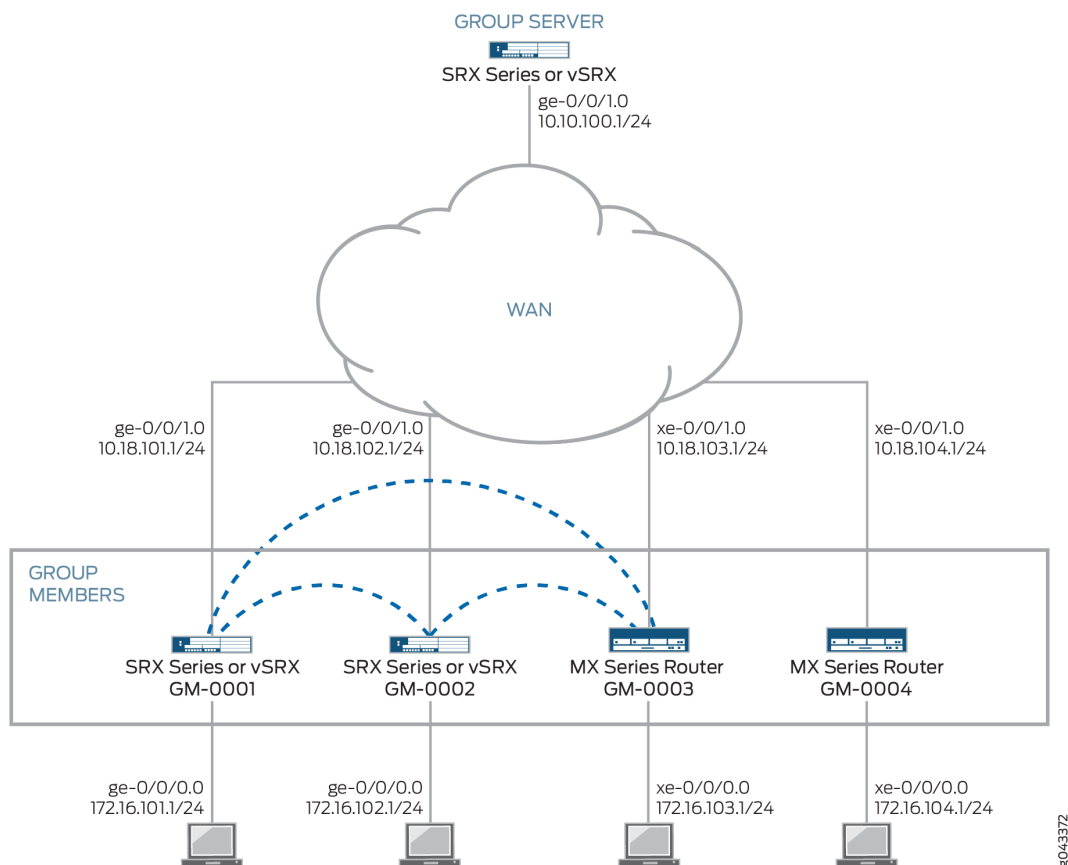 GROUP SERVER
SRX Series or vSRX
ge-0/0/1.0
10.10.100.1/24
WAN
ge-0/0/1.0
10.18.101.1/24
ge-0/0/1.0
10.18.102.1/24
xe-0/0/1.0
10.18.103.1/24
xe-0/0/1.0
10.18.104.1/24
GROUP
MEMBERS
SRX Series or vSRX
GM-0001
SRX Series or vSRX
GM-0002
MX Series Router
GM-0003
MX Series Router
GM-0004
ge-0/0/0.0
172.16.101.1/24
ge-0/0/0.0
172.16.102.1/24
xe-0/0/0.0
172.16.103.1/24
xe-0/0/0.0
172.16.104.1/24
g043372